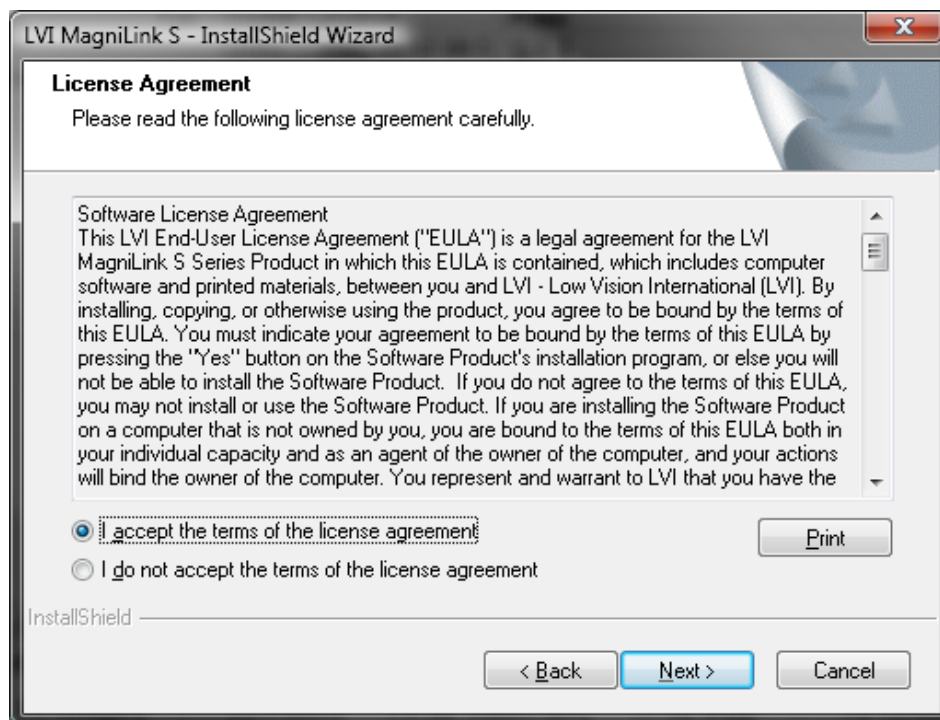 LVI MagniLink S - InstallShield Wizard
License Agreement
Please read the following license agreement carefully.
Software License Agreement
This LVI End-User License Agreement ("EULA") is a legal agreement for the LVI
MagniLink S Series Product in which this EULA is contained, which includes computer
software and printed materials, between you and LVI - Low Vision International (LVI). By
installing, copying, or otherwise using the product, you agree to be bound by the terms of
this EULA. You must indicate your agreement to be bound by the terms of this EULA by
pressing the "Yes" button on the Software Product's installation program, or else you will
not be able to install the Software Product.  If you do not agree to the terms of this EULA,
you may not install or use the Software Product. If you are installing the Software Product
on a computer that is not owned by you, you are bound to the terms of this EULA both in
your individual capacity and as an agent of the owner of the computer, and your actions
will bind the owner of the computer. You represent and warrant to LVI that you have the
I accept the terms of the license agreement
Print
I do not accept the terms of the license agreement
InstallShield
< Back
Next >
Cancel